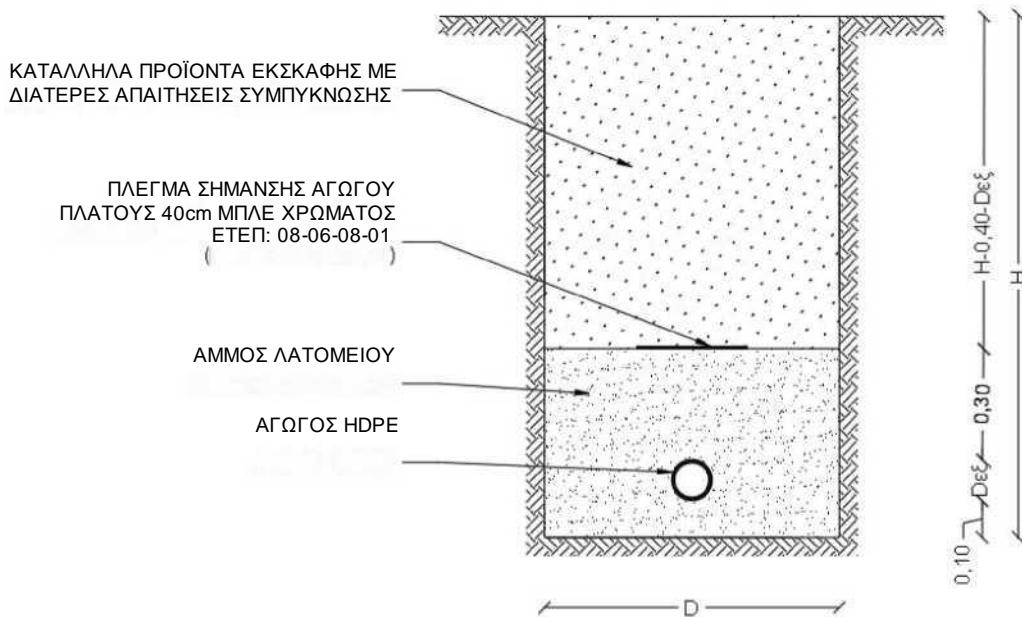 ΚΑΤΑΛΛΗΛΑ ΠΡΟΪΟΝΤΑ ΕΚΣΚΑΦΗΣ ΜΕ
ΔΙΑΤΕΡΕΣ ΑΠΑΙΤΗΣΕΙΣ ΣΥΜΠΥΚΝΩΣΗΣ
ΠΛΕΓΜΑ ΣΗΜΑΝΣΗΣ ΑΓΩΓΟΥ
ΠΛΑΤΟΥΣ 40cm ΜΠΛΕ ΧΡΩΜΑΤΟΣ
ΕΤΕΠ: 08-06-08-01
( )
ΑΜΜΟΣ ΛΑΤΟΜΕΙΟΥ
ΑΓΩΓΟΣ HDPE
H-0,40-Dεξ
H
0,30
Dεξ
0,10
D